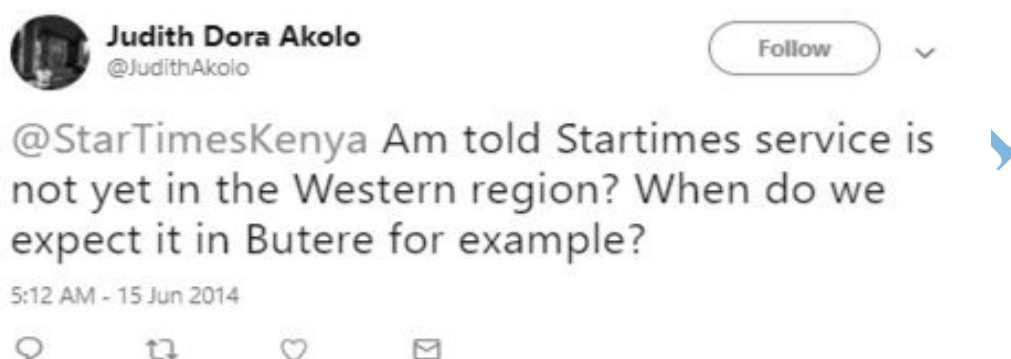 Judith Dora Akolo
@JudithAkolo
Follow
@StarTimesKenya Am told Startimes service is
not yet in the Western region? When do we
expect it in Butere for example?
5:12 AM - 15 Jun 2014